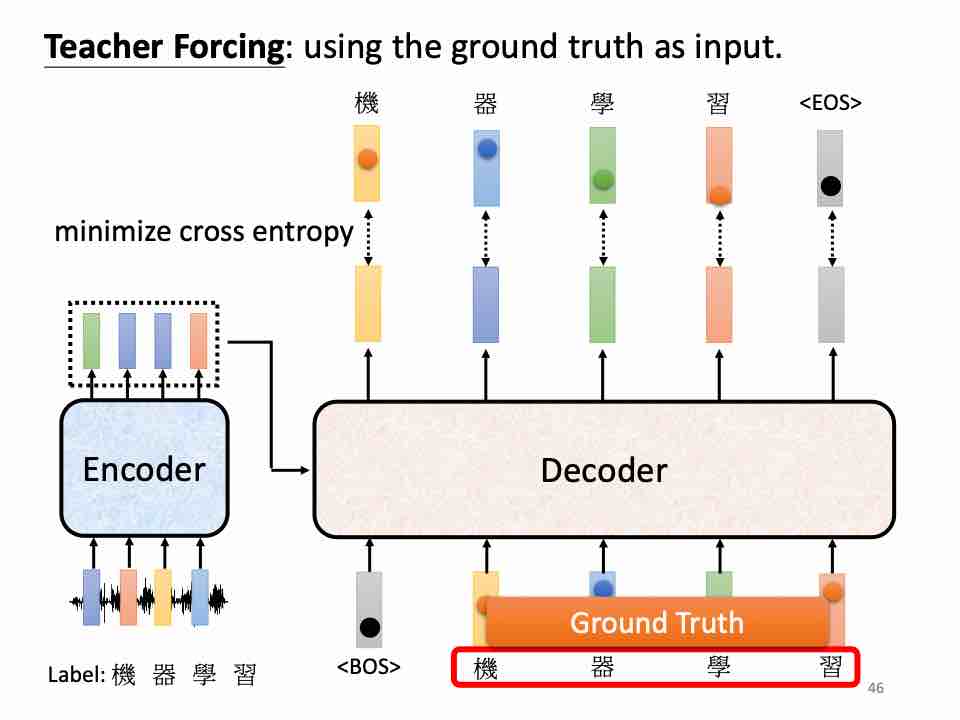 Teacher Forcing: using the ground truth as input.
機 器 學 習 <EOS>
minimize cross entropy
Encoder
Decoder
Ground Truth
Label: 機 器 學 習
<BOS> 機 器 學 習
46